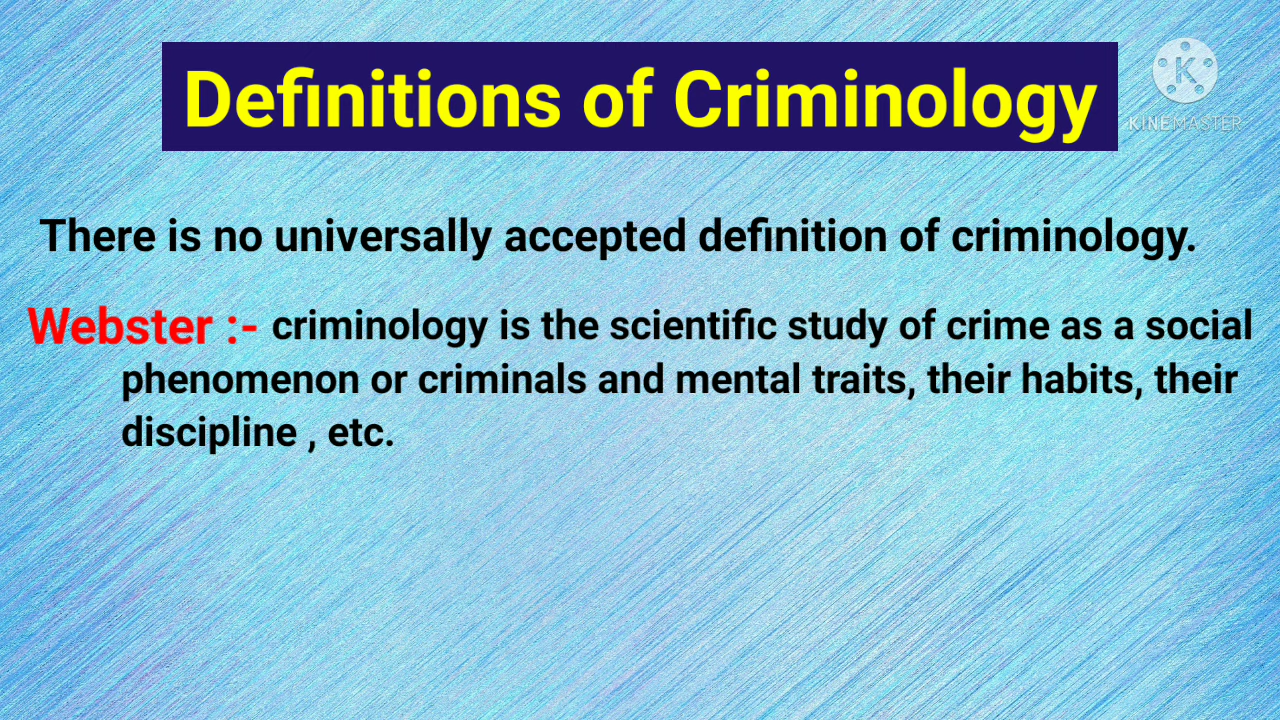 Definitions of Criminology
K
KINEMASTER
There is no universally accepted definition of criminology.
Webster :- criminology is the scientific study of crime as a social
phenomenon or criminals and mental traits, their habits, their
discipline , etc.